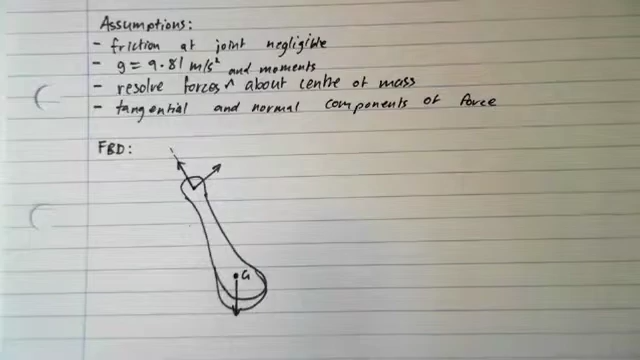 Assumptions:
- friction at joint negligible
- g = 9.81 m/s²
- resolve forces ^ and moments about centre of mass
- tangential and normal components of force
FBD:
G